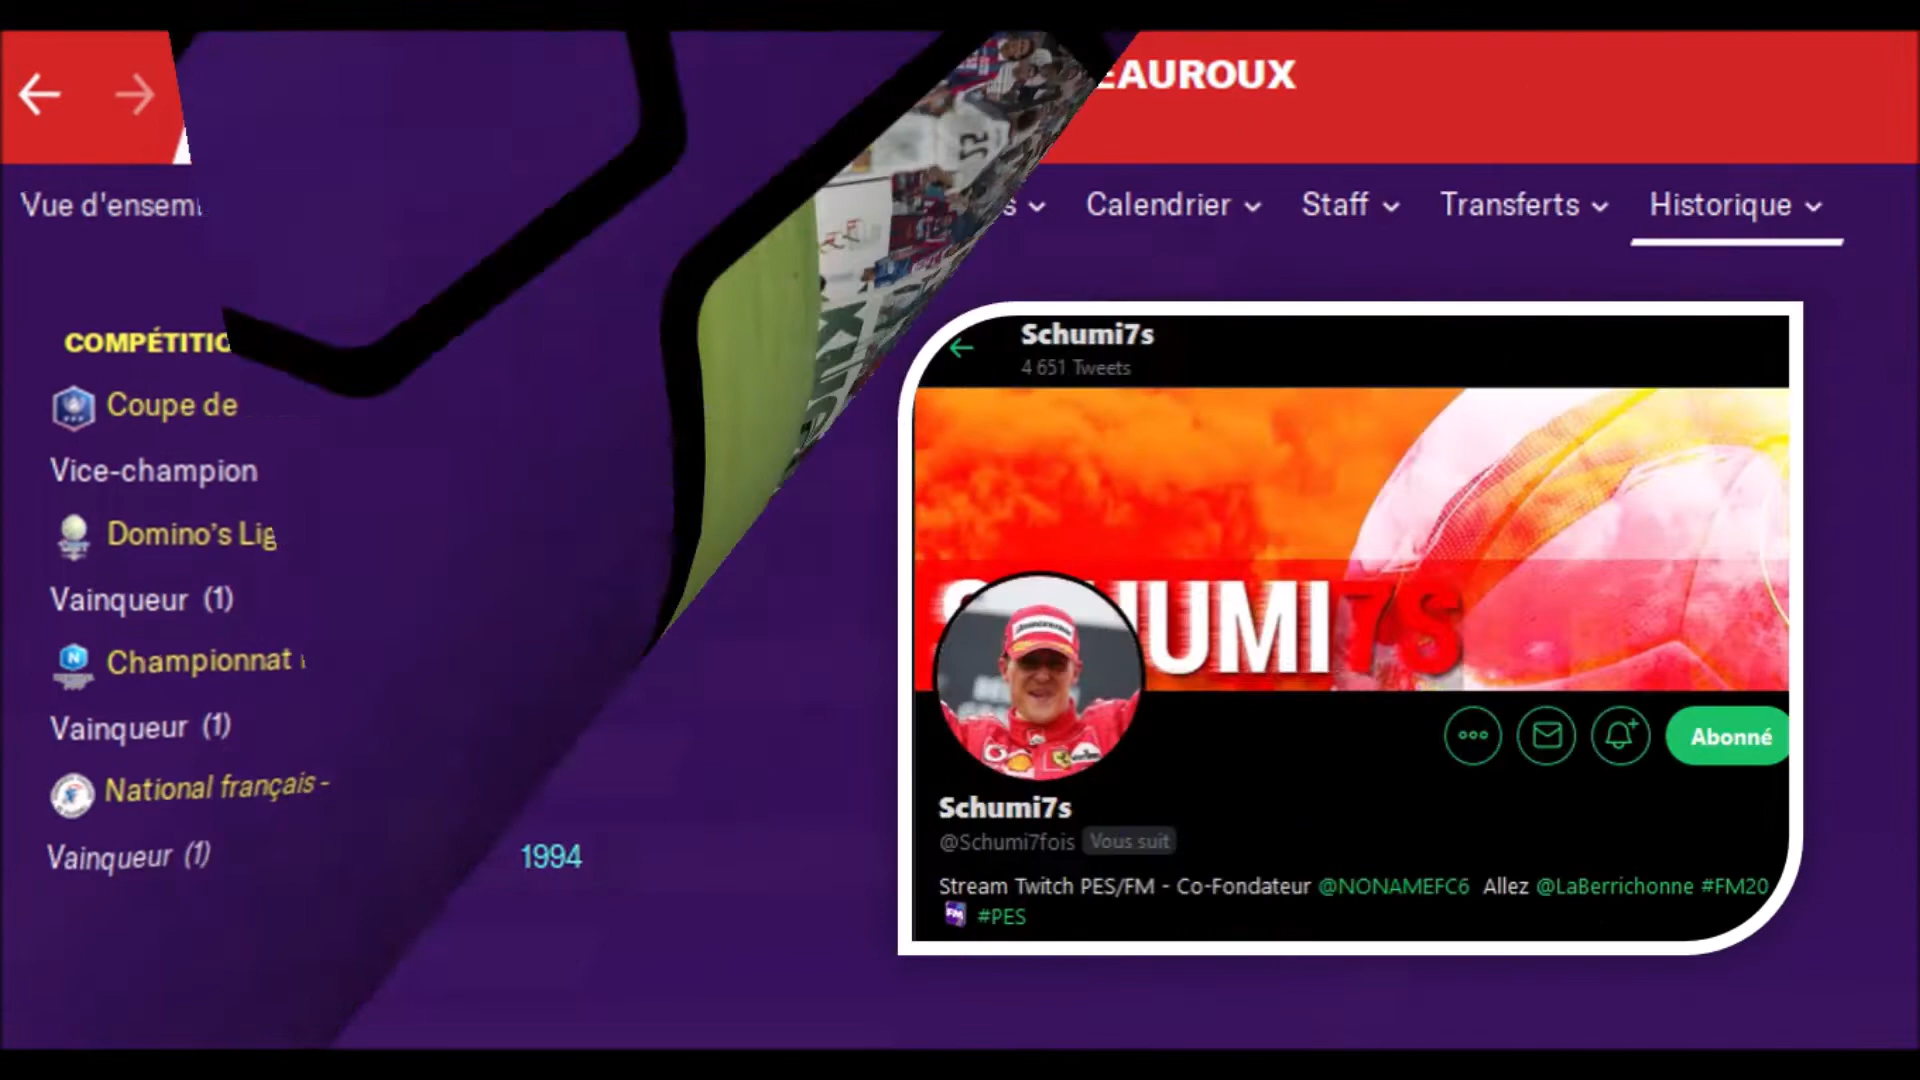 EAUROUX
Vue d'ensem
s Calendrier Staff Transferts Historique
COMPÉTITIO
Coupe de
Vice-champion
Domino's Lig
Vainqueur (1)
Championnat
Vainqueur (1)
National français -
Vainqueur (1) 1994
Schumi7s
4 651 Tweets
S UMI7S
Abonné
Schumi7s
@Schumi7fois Vous suit
Stream Twitch PES/FM - Co-Fondateur @NONAMEFC6 Allez @LaBerrichonne #FM20
FM #PES